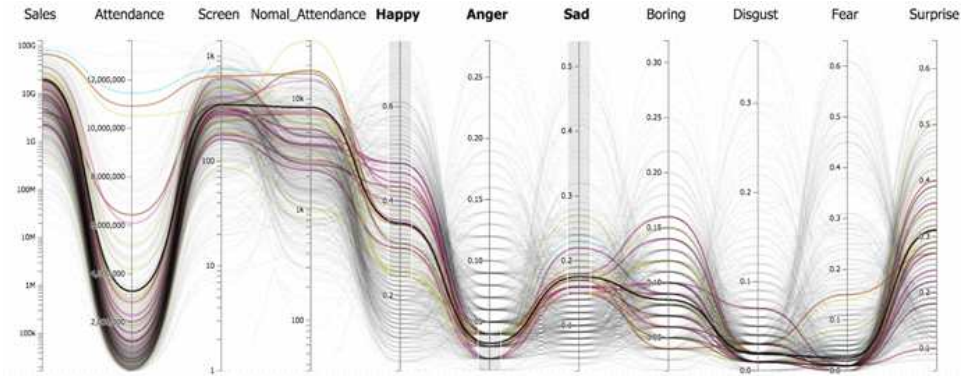 Sales Attendance Screen Nomal_Attendance Happy Anger Sad Boring Disgust Fear Surprise
100G 12,000,000 1k 10k 0.6 0.25 0.5 0.30 0.3 0.6 0.6
10G 10,000,000 100 1k 0.4 0.20 0.4 0.25 0.2 0.5 0.5
1G 8,000,000 10 100 0.2 0.15 0.3 0.20 0.1 0.4 0.4
100M 1 0.10 0.2 0.15 0.0 0.3
10M 0.10 0.2 0.2
1M 0.1 0.1
100k 0.0